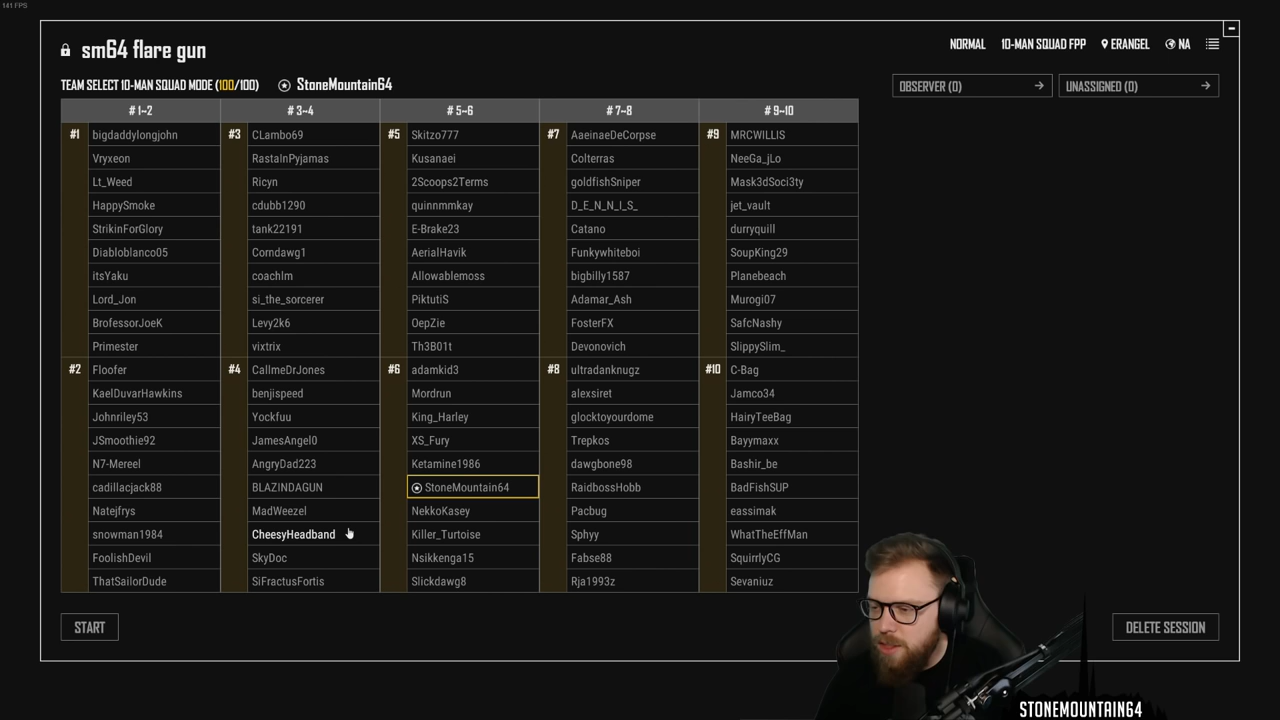 141 FPS
sm64 flare gun
NORMAL 10-MAN SQUAD FPP ERANGEL NA
TEAM SELECT 10-MAN SQUAD MODE (100/100) StoneMountain64
OBSERVER (0) UNASSIGNED (0)
# 1~2 # 3~4 # 5~6 # 7~8 # 9~10
#1 bigdaddylongjohn #3 CLambo69 #5 Skitzo777 #7 AaeinaeDeCorpse #9 MRCWILLIS
Vryxeon RastaInPyjamas Kusanaei Colterras NeeGa_jLo
Lt_Weed Ricyn 2Scoops2Terms goldfishSniper Mask3dSoci3ty
HappySmoke cdubb1290 quinnmmkay D_E_N_N_I_S_ jet_vault
StrikinForGlory tank22191 E-Brake23 Catano durryquill
Diabloblanco05 Corndawg1 AerialHavik Funkywhiteboi SoupKing29
itsYaku coachlm Allowablemoss bigbilly1587 Planebeach
Lord_Jon si_the_sorcerer PiktutiS Adamar_Ash Murogi07
BrofessorJoeK Levy2k6 OepZie FosterFX SafcNashy
Primester vixtrix Th3B01t Devonovich SlippySlim_
#2 Floofer #4 CallmeDrJones #6 adamkid3 #8 ultradanknugz #10 C-Bag
KaelDuvarHawkins benjispeed Mordrun alexsiret Jamco34
Johnriley53 Yockfuu King_Harley glocktoyourdome HairyTeeBag
JSmoothie92 JamesAngel0 XS_Fury Trepkos Bayymaxx
N7-Mereel AngryDad223 Ketamine1986 dawgbone98 Bashir_be
cadillacjack88 BLAZINDAGUN StoneMountain64 RaidbossHobb BadFishSUP
Natejfrys MadWeezel NekkoKasey Pacbug eassimak
snowman1984 CheesyHeadband Killer_Turtoise Sphyy WhatTheEffMan
FoolishDevil SkyDoc Nsikkenga15 Fabse88 SquirrlyCG
ThatSailorDude SiFractusFortis Slickdawg8 Rja1993z Sevaniuz
START DELETE SESSION
STONEMOUNTAIN64